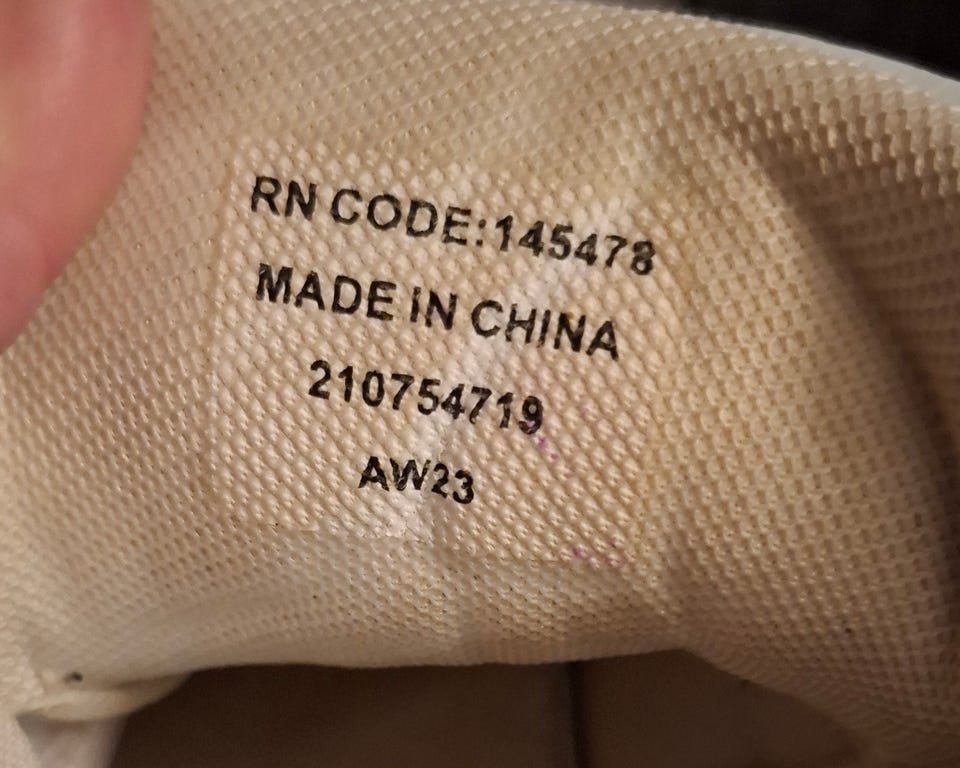 RN CODE:145478
MADE IN CHINA
210754719
AW23